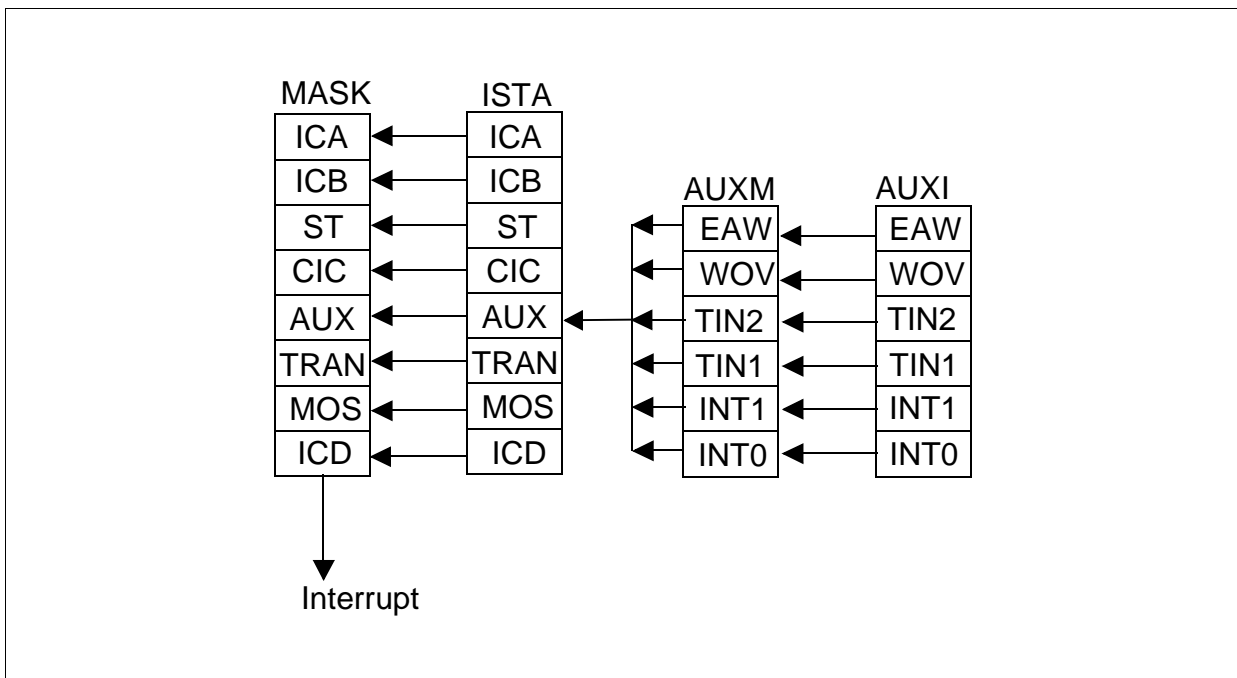 MASK
ICA
ICB
ST
CIC
AUX
TRAN
MOS
ICD
Interrupt
ISTA
ICA
ICB
ST
CIC
AUX
TRAN
MOS
ICD
AUXM
EAW
WOV
TIN2
TIN1
INT1
INT0
AUXI
EAW
WOV
TIN2
TIN1
INT1
INT0